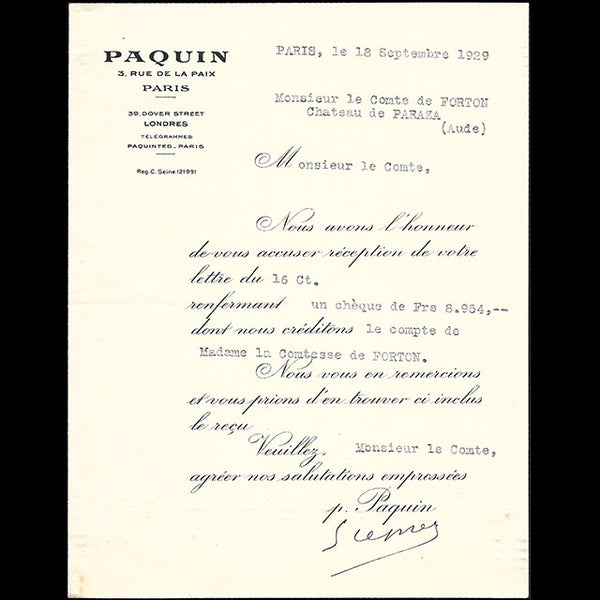 PAQUIN
3, RUE DE LA PAIX
PARIS
39, DOVER STREET
LONDRES
TÉLÉGRAMMES
PAQUINTED_PARIS
Reg. C. Seine 121951
PARIS, le 18 Septembre 1929
Monsieur le Comte de FORTON
Chateau de PARAZA
(Aude)
Monsieur le Comte,
Nous avons l'honneur
de vous accuser réception de votre
lettre du 16 Ct.
renfermant un chèque de Frs 8.954,--
dont nous créditons le compte de
Madame la Comtesse de FORTON.
Nous vous en remercions
et vous prions d'en trouver ci inclus
le reçu
Veuillez, Monsieur le Comte,
agréer nos salutations empressées
p. Paquin